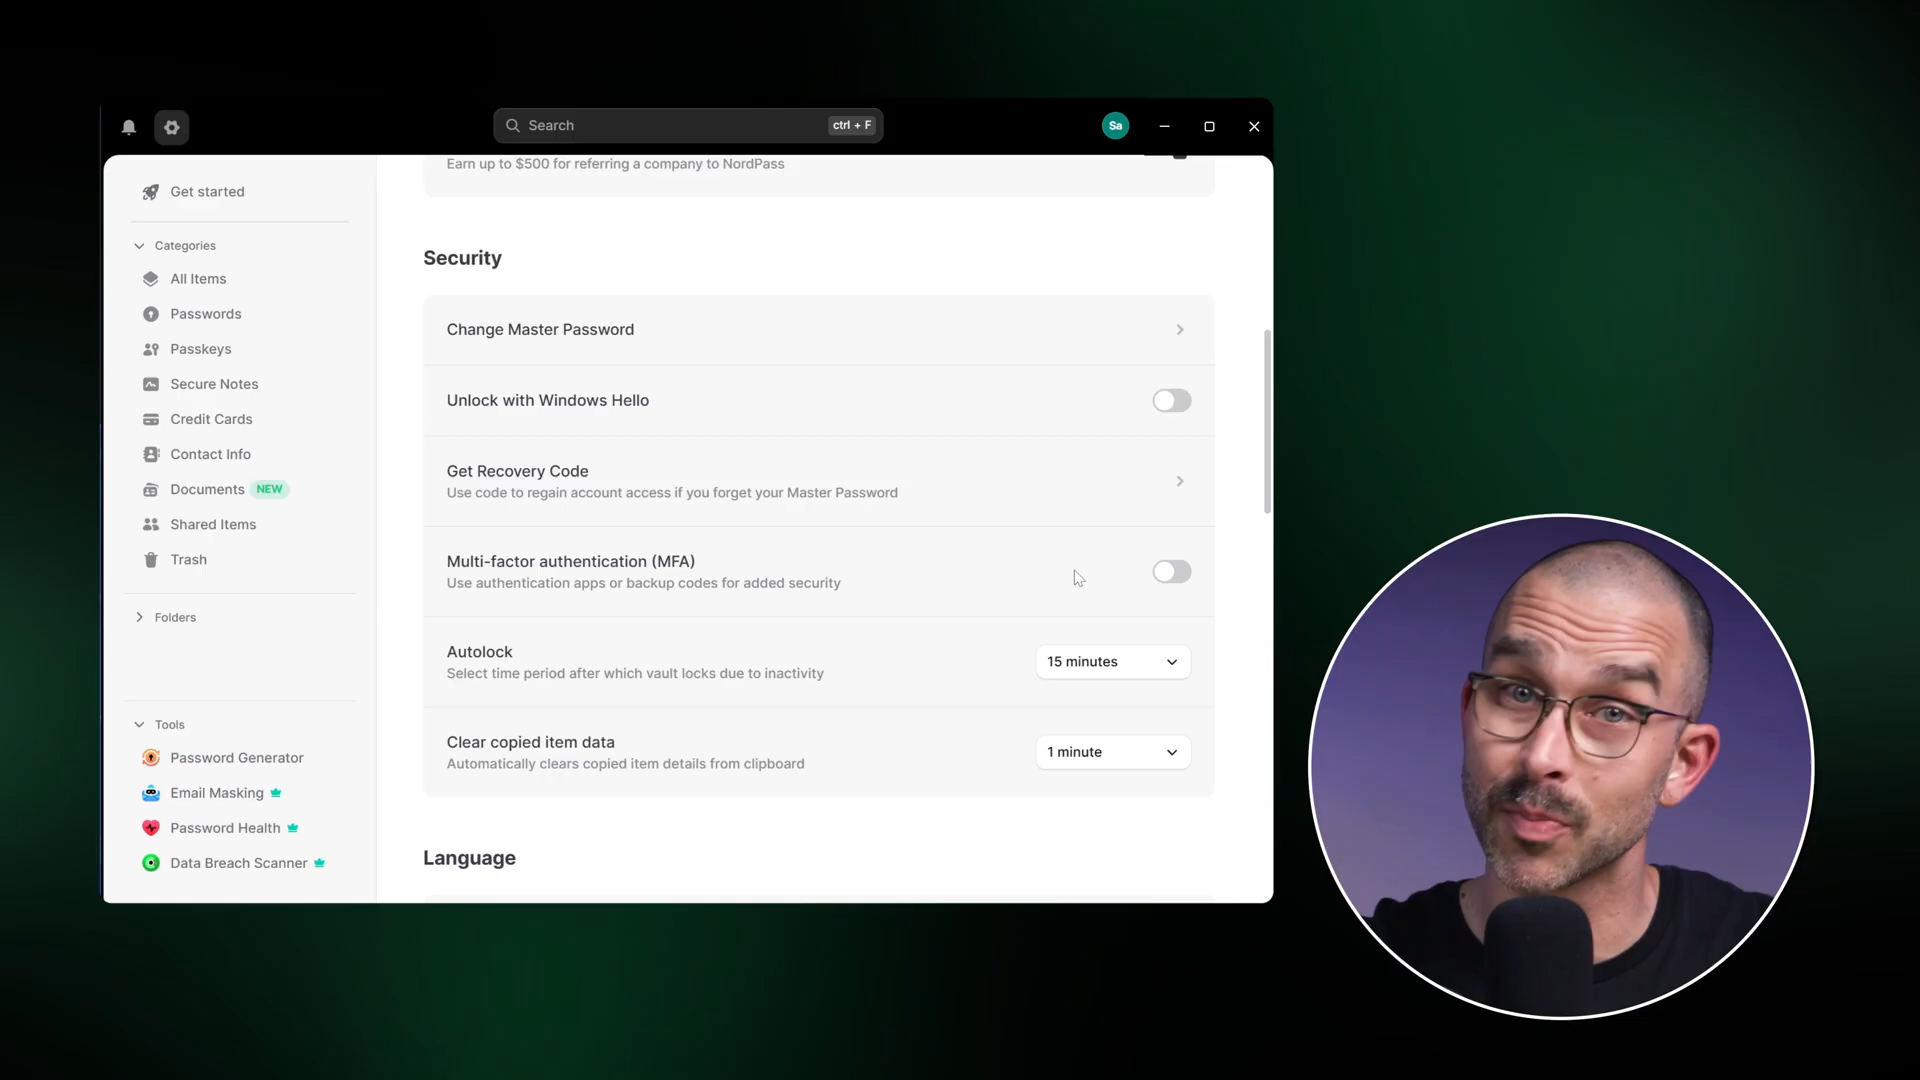 Search
ctrl + F
Sa
Get started
Categories
All Items
Passwords
Passkeys
Secure Notes
Credit Cards
Contact Info
Documents NEW
Shared Items
Trash
Folders
Tools
Password Generator
Email Masking
Password Health
Data Breach Scanner
Earn up to $500 for referring a company to NordPass
Security
Change Master Password
Unlock with Windows Hello
Get Recovery Code
Use code to regain account access if you forget your Master Password
Multi-factor authentication (MFA)
Use authentication apps or backup codes for added security
Autolock
Select time period after which vault locks due to inactivity
15 minutes
Clear copied item data
Automatically clears copied item details from clipboard
1 minute
Language